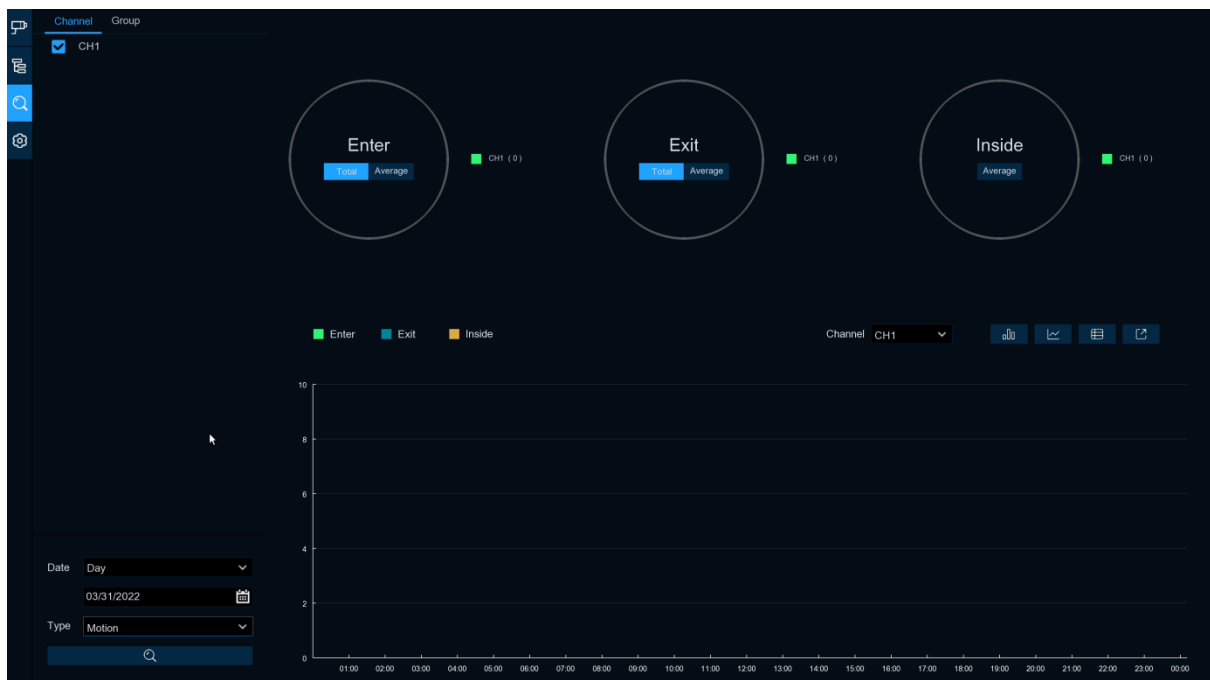 Channel Group
CH1
Enter
Total Average
CH1 ( 0 )
Exit
Total Average
CH1 ( 0 )
Inside
Average
CH1 ( 0 )
Enter Exit Inside
Channel CH1
10
8
6
4
2
0
01:00 02:00 03:00 04:00 05:00 06:00 07:00 08:00 09:00 10:00 11:00 12:00 13:00 14:00 15:00 16:00 17:00 18:00 19:00 20:00 21:00 22:00 23:00 00:00
Date Day
03/31/2022
Type Motion